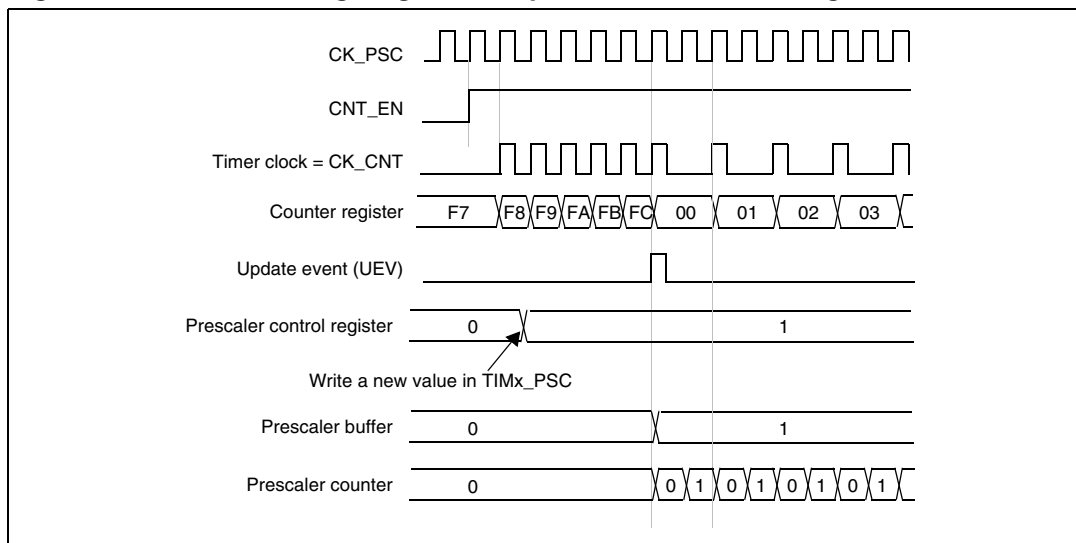 CK_PSC
CNT_EN
Timer clock = CK_CNT
Counter register F7 F8 F9 FA FB FC 00 01 02 03
Update event (UEV)
Prescaler control register 0 1
Write a new value in TIMx_PSC
Prescaler buffer 0 1
Prescaler counter 0 0 1 0 1 0 1 0 1